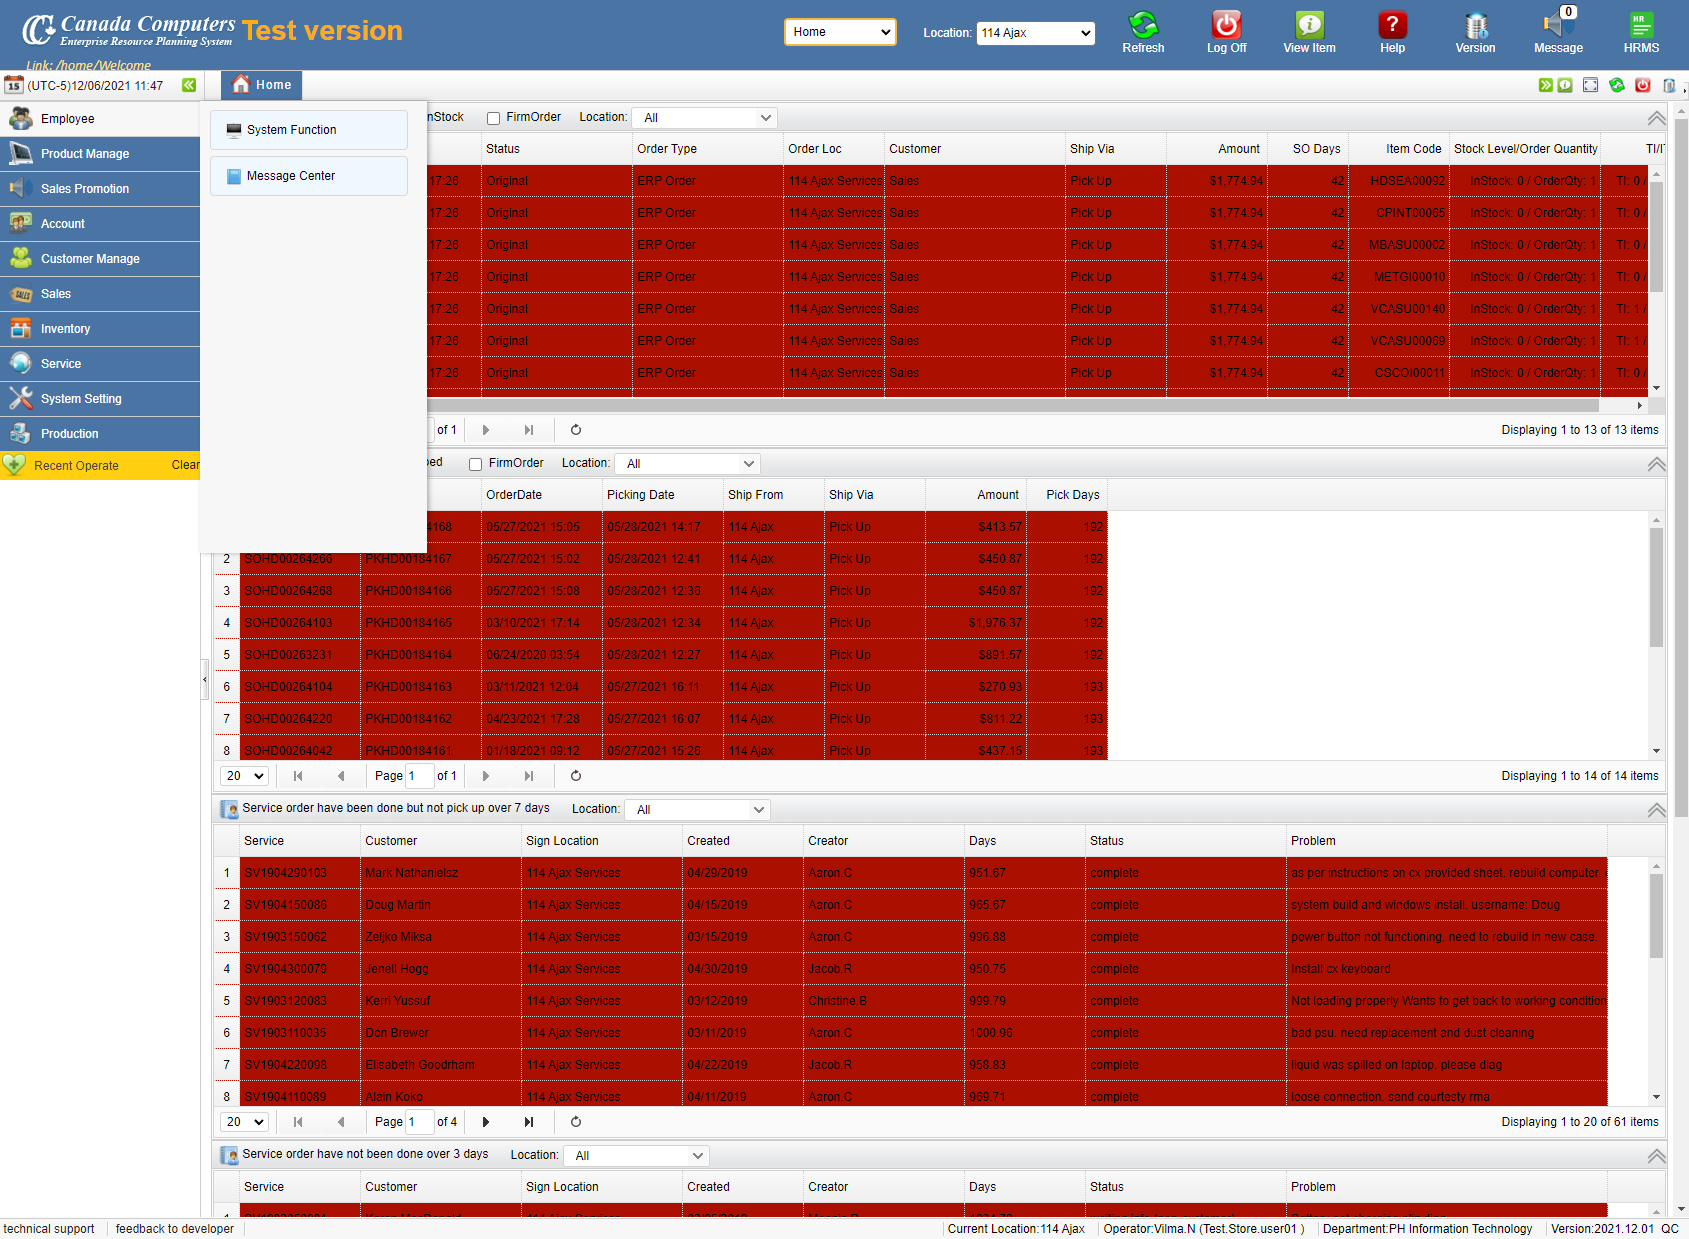 Canada Computers
Enterprise Resource Planning System
Test version
Link: /home/Welcome
Home
Location: 114 Ajax
Refresh
Log Off
View Item
Help
Version
0
Message
HR
HRMS
15 (UTC-5)12/06/2021 11:47
Home
Employee
Product Manage
Sales Promotion
Account
Customer Manage
Sales
Inventory
Service
System Setting
Production
Recent Operate Clear
System Function
Message Center
nStock FirmOrder Location: All
Status Order Type Order Loc Customer Ship Via Amount SO Days Item Code Stock Level/Order Quantity TI/I
17:26 Original ERP Order 114 Ajax Services Sales Pick Up $1,774.94 42 HDSEA00092 InStock: 0 / OrderQty: 1 TI: 0 /
17:26 Original ERP Order 114 Ajax Services Sales Pick Up $1,774.94 42 CPINT00065 InStock: 0 / OrderQty: 1 TI: 0 /
17:26 Original ERP Order 114 Ajax Services Sales Pick Up $1,774.94 42 MBASU00002 InStock: 0 / OrderQty: 1 TI: 0 /
17:26 Original ERP Order 114 Ajax Services Sales Pick Up $1,774.94 42 METGI00010 InStock: 0 / OrderQty: 1 TI: 0 /
17:26 Original ERP Order 114 Ajax Services Sales Pick Up $1,774.94 42 VCASU00140 InStock: 0 / OrderQty: 1 TI: 1 /
17:26 Original ERP Order 114 Ajax Services Sales Pick Up $1,774.94 42 VCASU00069 InStock: 0 / OrderQty: 1 TI: 1 /
17:26 Original ERP Order 114 Ajax Services Sales Pick Up $1,774.94 42 CSCOI00011 InStock: 0 / OrderQty: 1 TI: 0 /
of 1 Displaying 1 to 13 of 13 items
ped FirmOrder Location: All
OrderDate Picking Date Ship From Ship Via Amount Pick Days
4168 05/27/2021 15:05 05/28/2021 14:17 114 Ajax Pick Up $413.57 192
2 SOHD00264266 PKHD00184167 05/27/2021 15:02 05/28/2021 12:41 114 Ajax Pick Up $450.87 192
3 SOHD00264268 PKHD00184166 05/27/2021 15:08 05/28/2021 12:36 114 Ajax Pick Up $450.87 192
4 SOHD00264103 PKHD00184165 03/10/2021 17:14 05/28/2021 12:34 114 Ajax Pick Up $1,976.37 192
5 SOHD00263231 PKHD00184164 06/24/2020 03:54 05/28/2021 12:27 114 Ajax Pick Up $891.57 192
6 SOHD00264104 PKHD00184163 03/11/2021 12:04 05/27/2021 16:11 114 Ajax Pick Up $270.93 193
7 SOHD00264220 PKHD00184162 04/23/2021 17:28 05/27/2021 16:07 114 Ajax Pick Up $811.22 193
8 SOHD00264042 PKHD00184161 01/18/2021 09:12 05/27/2021 15:26 114 Ajax Pick Up $437.15 193
20 Page 1 of 1 Displaying 1 to 14 of 14 items
Service order have been done but not pick up over 7 days Location: All
Service Customer Sign Location Created Creator Days Status Problem
1 SV1904290103 Mark Nathanielsz 114 Ajax Services 04/29/2019 Aaron.C 951.67 complete as per instructions on cx provided sheet. rebuild computer.
2 SV1904150086 Doug Martin 114 Ajax Services 04/15/2019 Aaron.C 965.67 complete system build and windows install. username: Doug
3 SV1903150062 Zeljko Miksa 114 Ajax Services 03/15/2019 Aaron.C 996.88 complete power button not functioning. need to rebuild in new case.
4 SV1904300079 Jenell Hogg 114 Ajax Services 04/30/2019 Jacob.R 950.75 complete Install cx keyboard
5 SV1903120083 Kerri Yussuf 114 Ajax Services 03/12/2019 Christine.B 999.79 complete Not loading properly Wants to get back to working condition
6 SV1903110035 Don Brewer 114 Ajax Services 03/11/2019 Aaron.C 1000.96 complete bad psu. need replacement and dust cleaning
7 SV1904220098 Elisabeth Goodrham 114 Ajax Services 04/22/2019 Jacob.R 958.83 complete liquid was spilled on laptop. please diag
8 SV1904110089 Alain Koko 114 Ajax Services 04/11/2019 Aaron.C 969.71 complete loose connection. send courtesty rma
20 Page 1 of 4 Displaying 1 to 20 of 61 items
Service order have not been done over 3 days Location: All
Service Customer Sign Location Created Creator Days Status Problem
technical support feedback to developer Current Location:114 Ajax Operator:Vilma.N (Test.Store.user01 ) Department:PH Information Technology Version:2021.12.01 QC